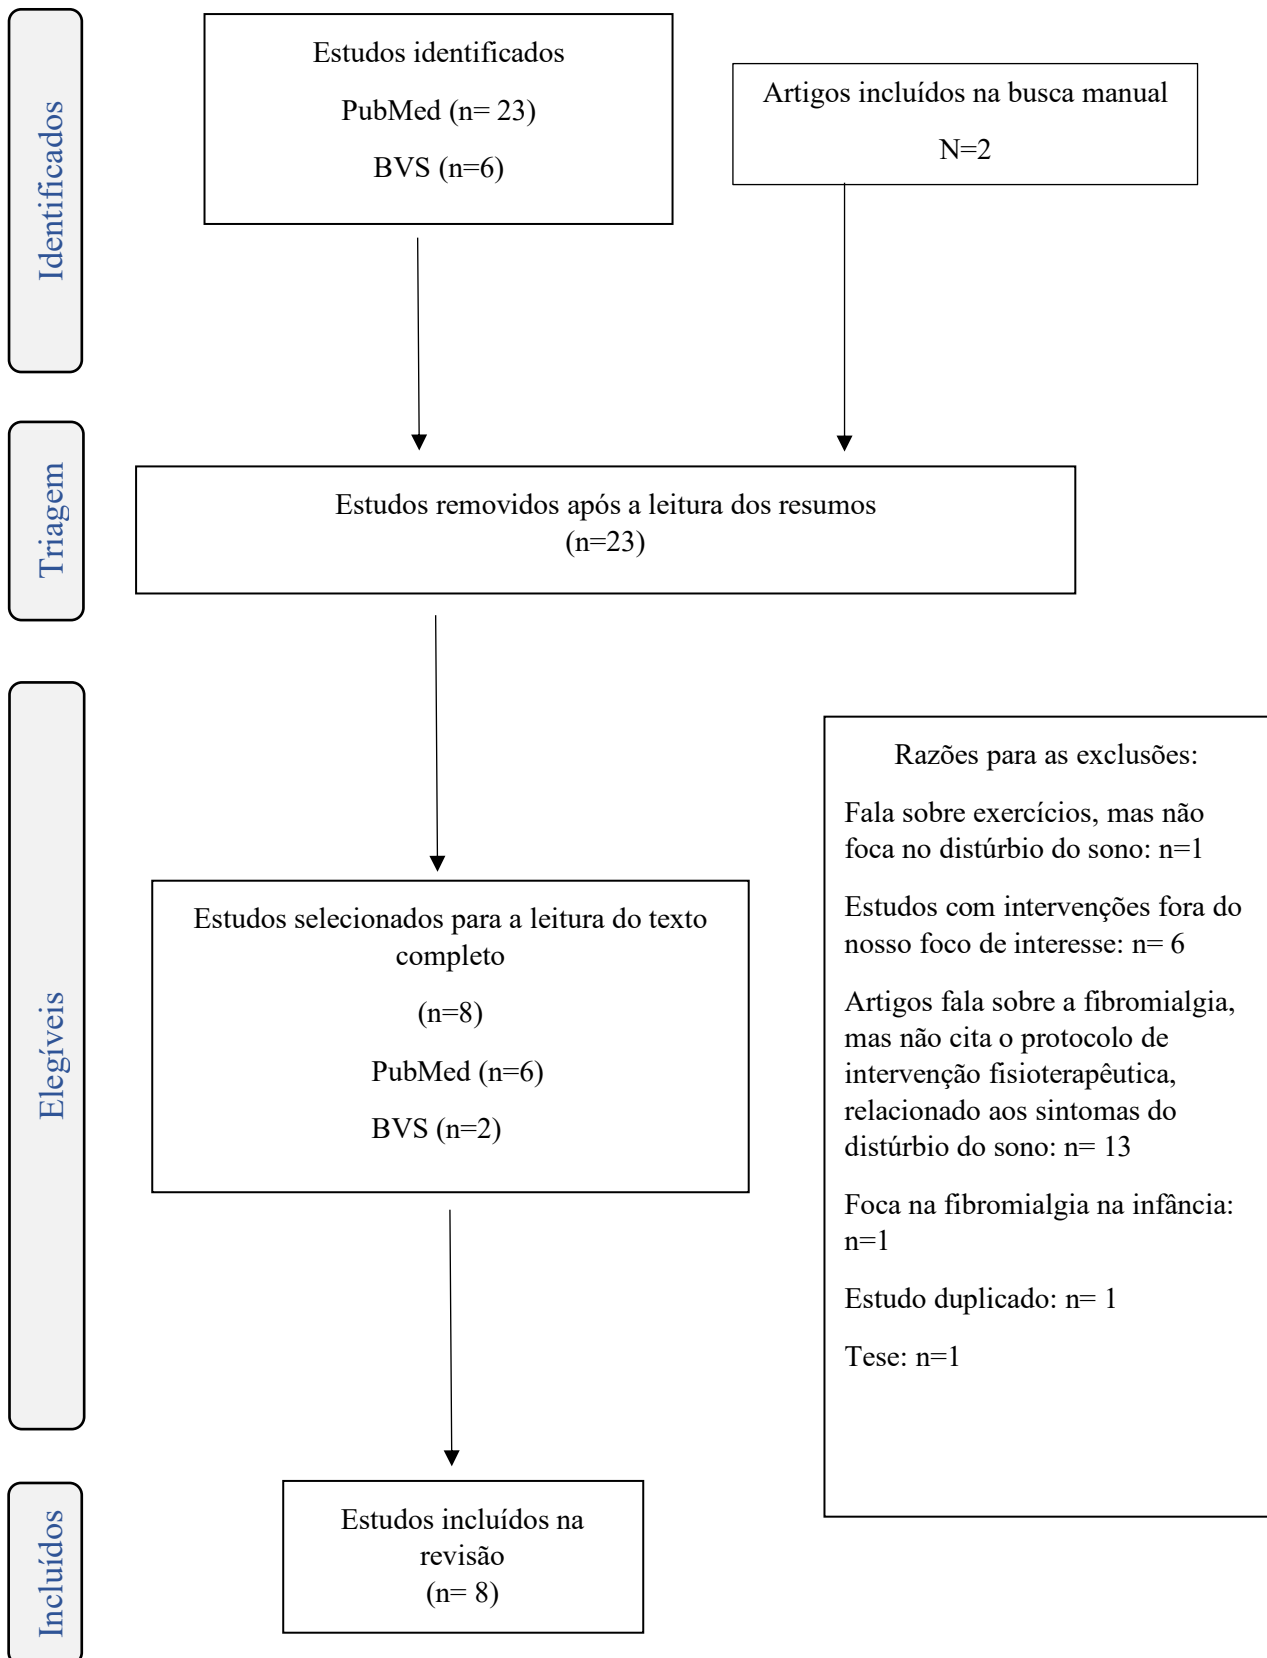 Identificados
Estudos identificados
PubMed (n= 23)
BVS (n=6)
Artigos incluídos na busca manual
N=2
Triagem
Estudos removidos após a leitura dos resumos
(n=23)
Elegíveis
Estudos selecionados para a leitura do texto
completo
(n=8)
PubMed (n=6)
BVS (n=2)
Razões para as exclusões:
Fala sobre exercícios, mas não
foca no distúrbio do sono: n=1
Estudos com intervenções fora do
nosso foco de interesse: n= 6
Artigos fala sobre a fibromialgia,
mas não cita o protocolo de
intervenção fisioterapêutica,
relacionado aos sintomas do
distúrbio do sono: n= 13
Foca na fibromialgia na infância:
n=1
Estudo duplicado: n= 1
Tese: n=1
Incluídos
Estudos incluídos na
revisão
(n= 8)